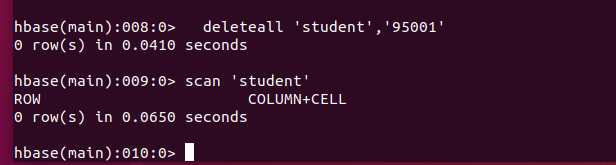 hbase(main):008:0>   deleteall 'student','95001'
0 row(s) in 0.0410 seconds
hbase(main):009:0> scan 'student'
ROW                          COLUMN+CELL
0 row(s) in 0.0650 seconds
hbase(main):010:0>